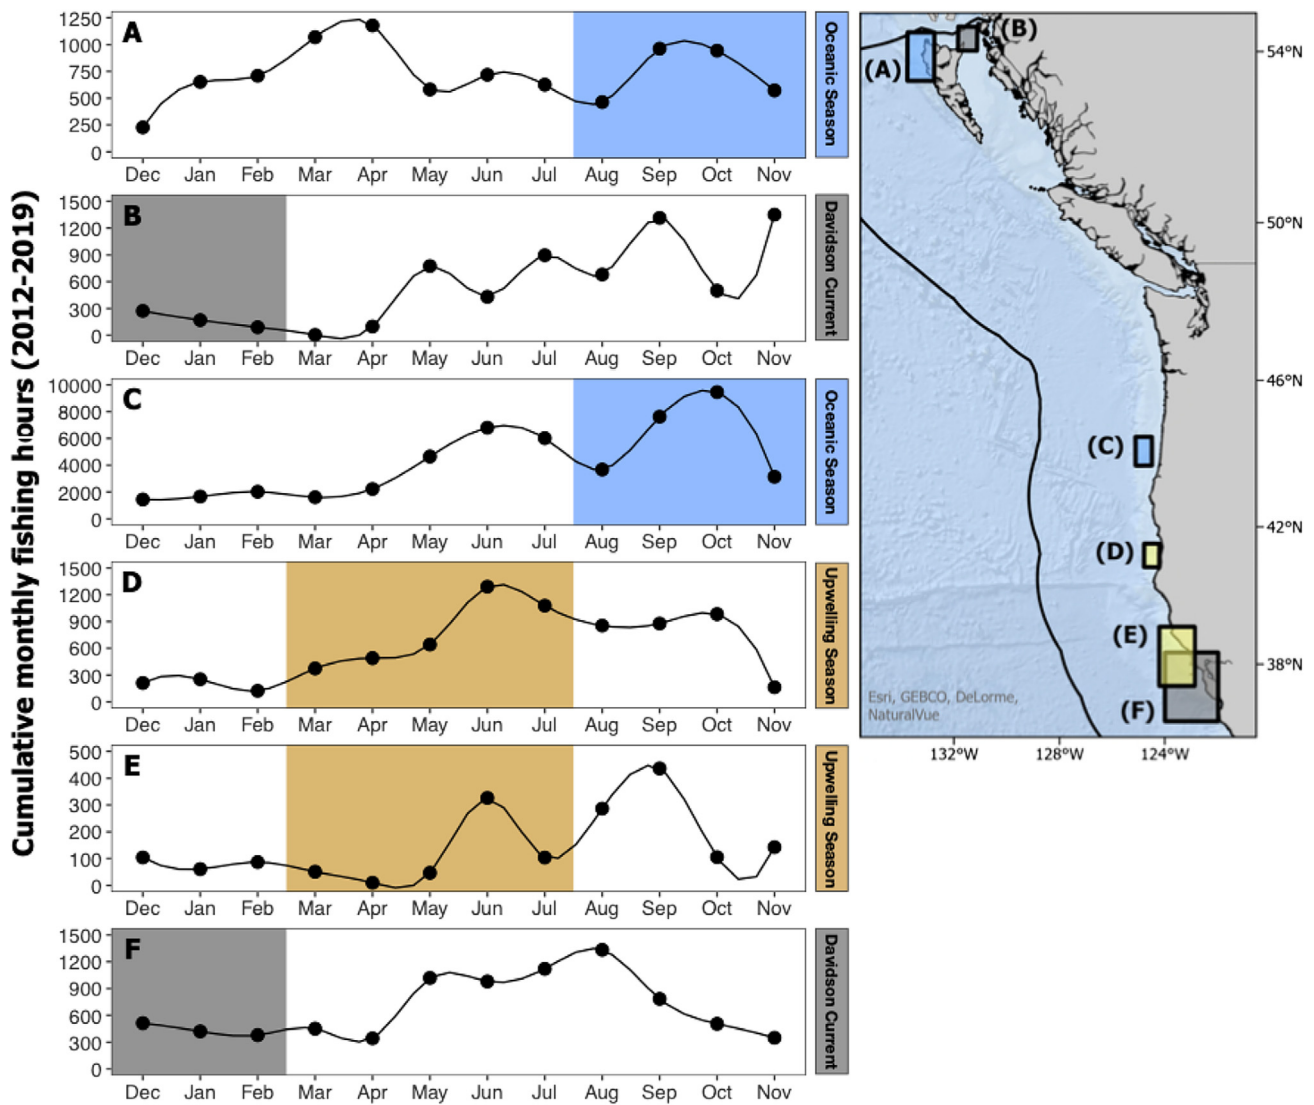 Cumulative monthly fishing hours (2012-2019)
A
1250
1000
750
500
250
0
Dec Jan Feb Mar Apr May Jun Jul Aug Sep Oct Nov
Oceanic Season
B
1500
1200
900
600
300
0
Dec Jan Feb Mar Apr May Jun Jul Aug Sep Oct Nov
Davidson Current
C
10000
8000
6000
4000
2000
0
Dec Jan Feb Mar Apr May Jun Jul Aug Sep Oct Nov
Oceanic Season
D
1500
1200
900
600
300
0
Dec Jan Feb Mar Apr May Jun Jul Aug Sep Oct Nov
Upwelling Season
E
500
400
300
200
100
0
Dec Jan Feb Mar Apr May Jun Jul Aug Sep Oct Nov
Upwelling Season
F
1500
1200
900
600
300
0
Dec Jan Feb Mar Apr May Jun Jul Aug Sep Oct Nov
Davidson Current
(A)
(B)
(C)
(D)
(E)
(F)
54°N
50°N
46°N
42°N
38°N
Esri, GEBCO, DeLorme,
NaturalVue
132°W 128°W 124°W